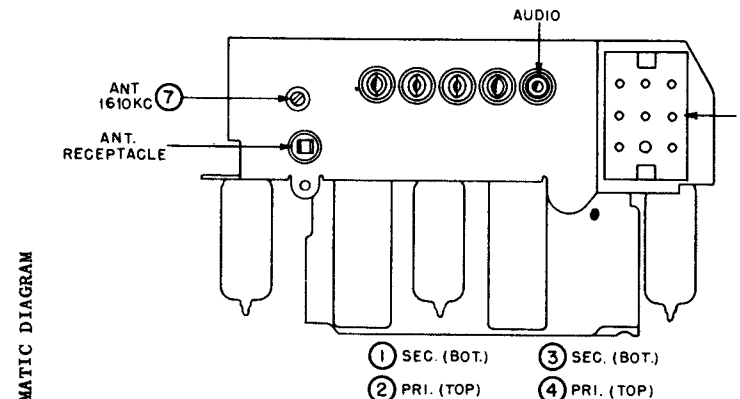 AUDIO
ANT
1610KC 7
ANT.
RECEPTACLE
MATIC DIAGRAM
1 SEC. (BOT.)
3 SEC. (BOT.)
2 PRI. (TOP)
4 PRI. (TOP)